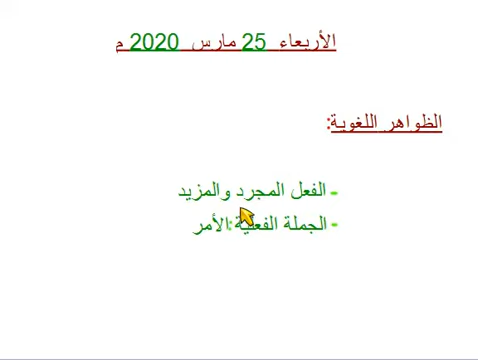 الأربعاء 25 مارس 2020 م
الظواهر اللغوية:
- الفعل المجرد والمزيد
- الجملة الفعلية:الأمر